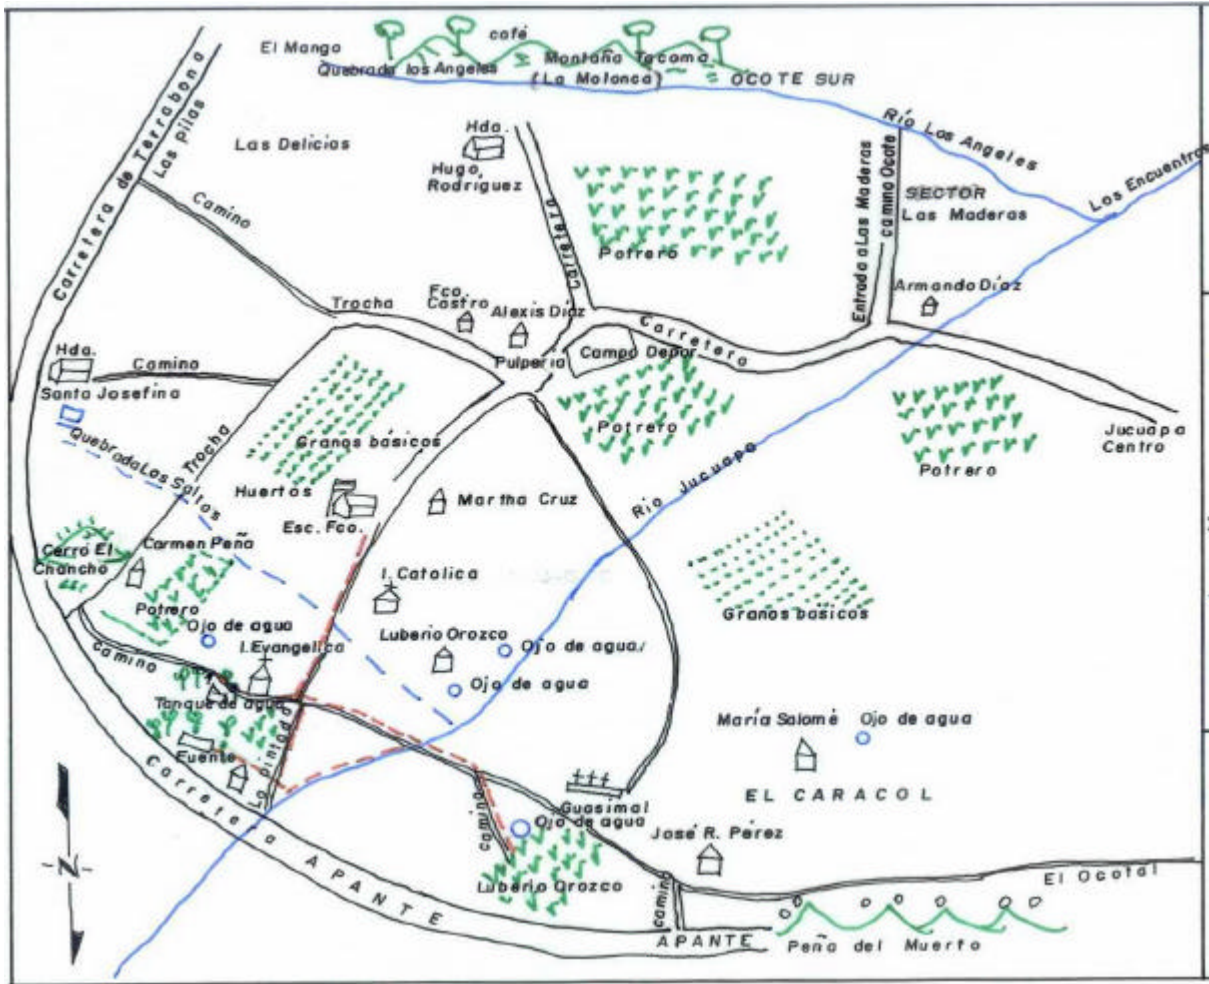 El Mango
café
Quebrada los Angeles
Montaña Tacoma
(La Molonca)
OCOTE SUR
Carretera de Terrabona
Las pilas
Las Delicias
Hda.
Hugo
Rodríguez
Río Los Angeles
Los Encuentros
SECTOR
Las Maderas
Entrada a Las Maderas
camino Ocote
Camino
Carretera
Potrero
Armando Díaz
Trocha
Fco.
Castro
Alexis Díaz
Pulpería
Campo Depor.
Carretera
Hda.
Camino
Santa Josefina
Trocha
Granos básicos
Potrero
Potrero
Jucuapa
Centro
Quebrada Los Saltos
Huertos
Esc. Fco.
Martha Cruz
Río Jucuapa
Cerro El
Chancho
Carmen Peña
Potrero
I. Catolica
Granos básicos
Ojo de agua
I. Evangelica
Luberio Orozco
Ojo de agua
Ojo de agua
camino
Tanque de agua
Fuente
La pintada
María Salomé
Ojo de agua
EL CARACOL
Guasimal
Ojo de agua
camino
José R. Pérez
Luberio Orozco
camino
El Ocotal
Carretera APANTE
APANTE
Peña del Muerto
N